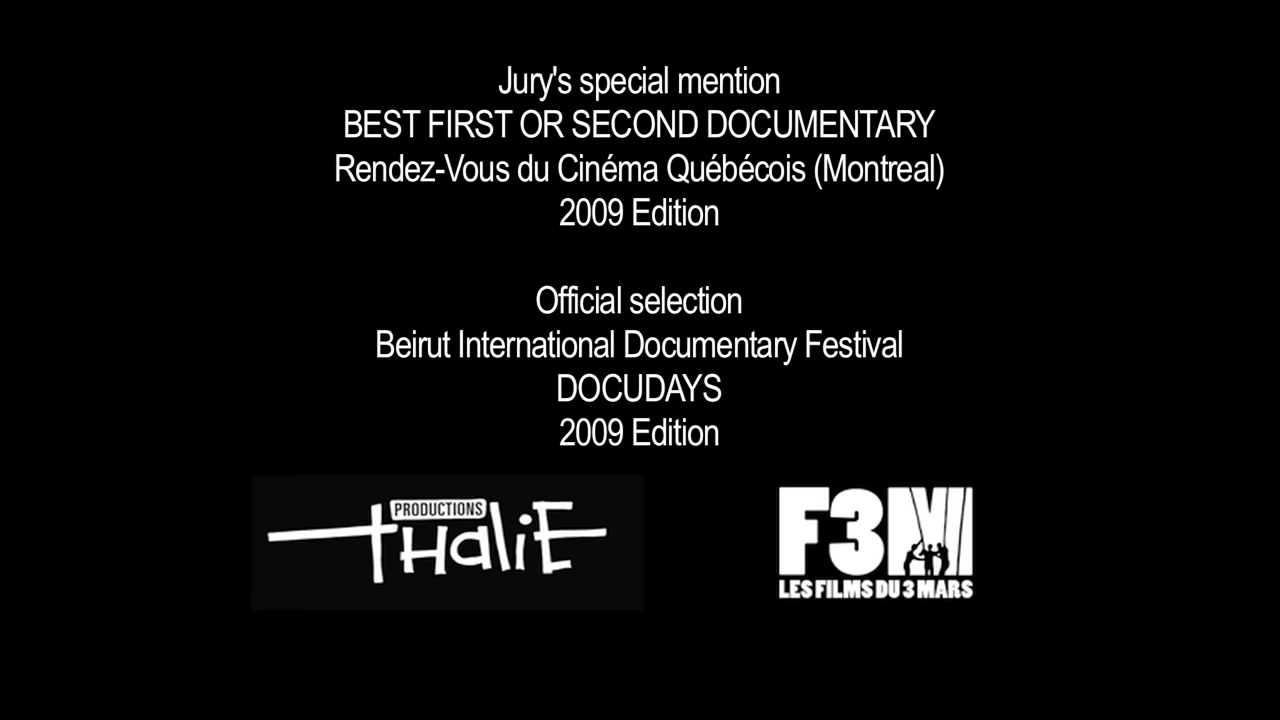 Jury's special mention
BEST FIRST OR SECOND DOCUMENTARY
Rendez-Vous du Cinéma Québécois (Montreal)
2009 Edition
Official selection
Beirut International Documentary Festival
DOCUDAYS
2009 Edition
PRODUCTIONS
tHaliE
F3M
LES FILMS DU 3 MARS